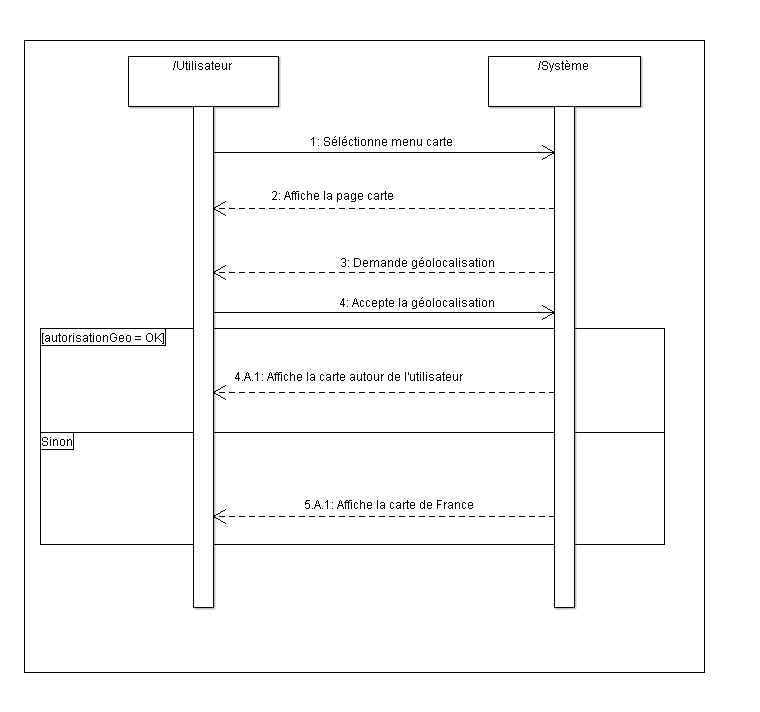 /Utilisateur
/Système
1: Séléctionne menu carte
2: Affiche la page carte
3: Demande géolocalisation
4: Accepte la géolocalisation
[autorisationGeo = OK]
4.A.1: Affiche la carte autour de l'utilisateur
Sinon
5.A.1: Affiche la carte de France